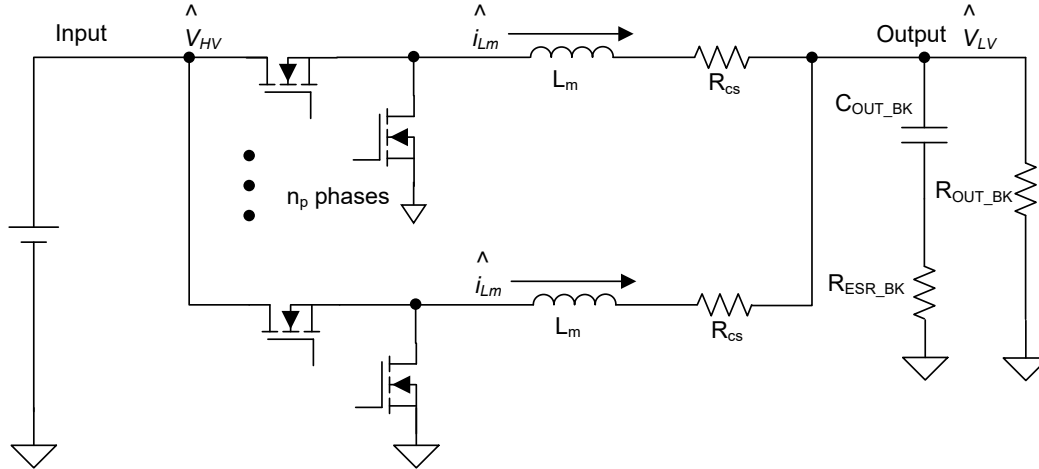 Input
^
V_HV
^
i_Lm
L_m
R_cs
Output
^
V_LV
C_OUT_BK
R_OUT_BK
n_p phases
R_ESR_BK
^
i_Lm
L_m
R_cs